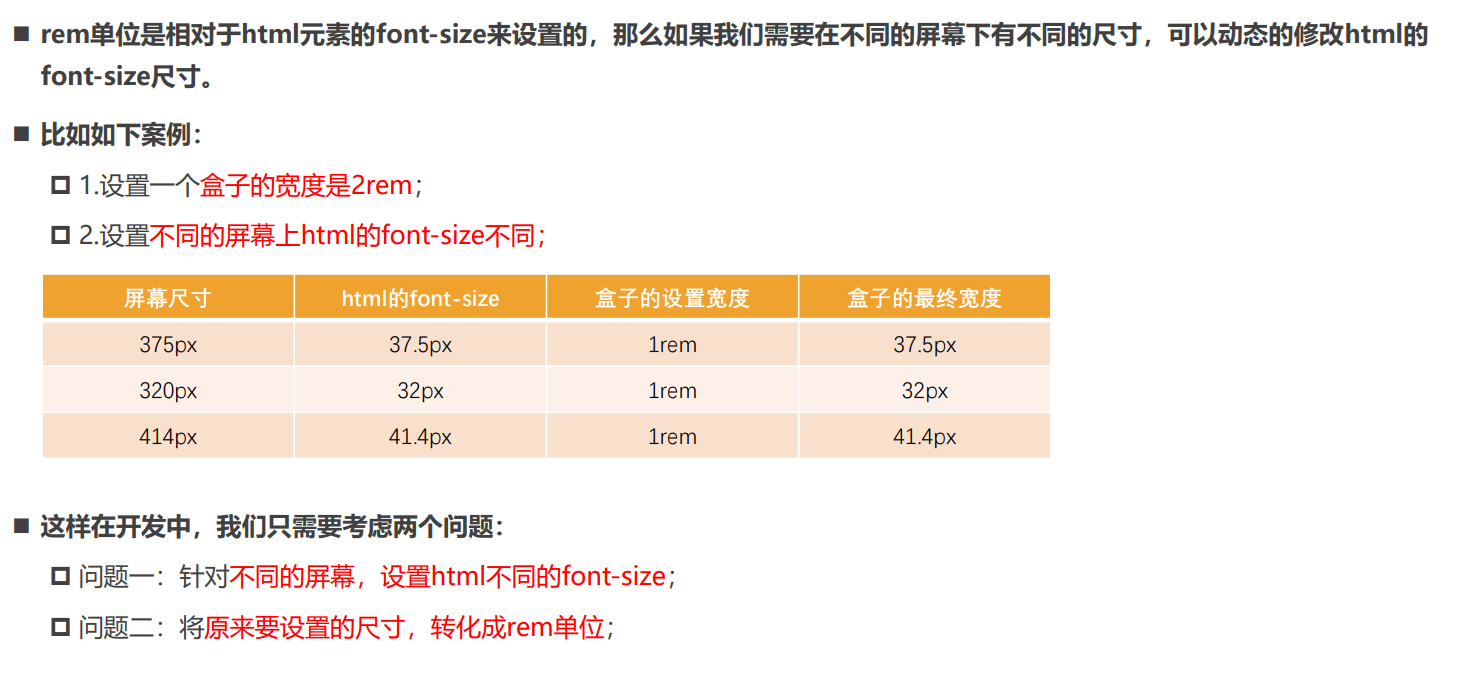 rem单位是相对于html元素的font-size来设置的，那么如果我们需要在不同的屏幕下有不同的尺寸，可以动态的修改html的
font-size尺寸。
比如如下案例：
1.设置一个盒子的宽度是2rem；
2.设置不同的屏幕上html的font-size不同；
屏幕尺寸 html的font-size 盒子的设置宽度 盒子的最终宽度
375px 37.5px 1rem 37.5px
320px 32px 1rem 32px
414px 41.4px 1rem 41.4px
这样在开发中，我们只需要考虑两个问题：
问题一：针对不同的屏幕，设置html不同的font-size；
问题二：将原来要设置的尺寸，转化成rem单位；